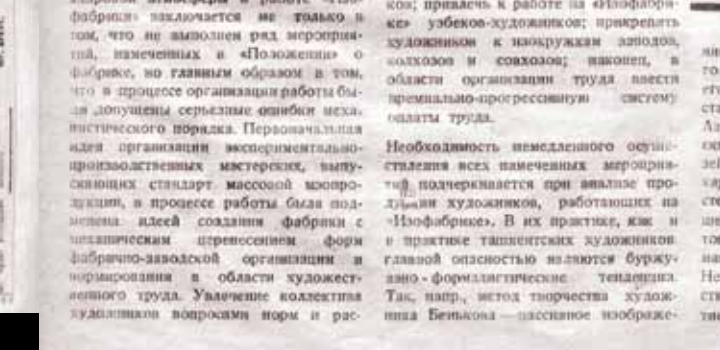 фабрики» заключается не только в
том, что не выполнен ряд мероприя-
тий, намеченных в «Положении» о
фабрике, но главным образом в том,
что в процессе организации работы бы-
ли допущены серьезные ошибки меха-
нистического порядка. Первоначальная
идея организации экспериментально-
производственных мастерских, выпу-
скающих стандарт массовой изопро-
дукции, в процессе работы была под-
менена идеей создания фабрики с
механическим перенесением форм
фабрично-заводской организации и
нормирования в области художест-
венного труда. Увлечение коллектива
художников вопросами норм и рас-
ков; привлечь к работе на «Изофабри-
ке» узбеков-художников; прикрепить
художников к изокружкам заводов,
колхозов и совхозов; наконец, в
области организации труда ввести
премиально-прогрессивную систему
оплаты труда.
Необходимость немедленного осуще-
ствления всех намеченных мероприя-
тий подчеркивается при анализе про-
дукции художников, работающих на
«Изофабрике». В их практике, как и
в практике ташкентских художников
главной опасностью являются буржу-
азно-формалистические тенденции.
Так, напр., метод творчества худож-
ника Бенькова — пассивное изображе-